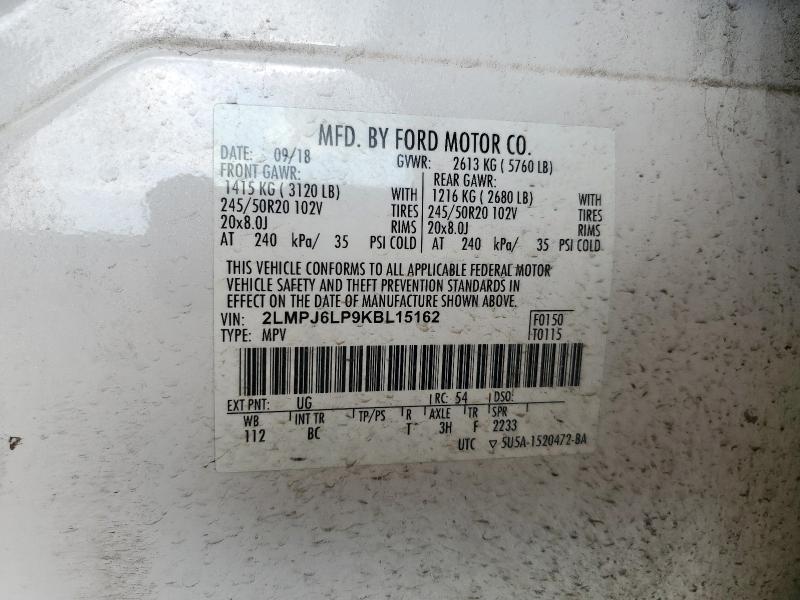 MFD. BY FORD MOTOR CO.
DATE: 09/18 GVWR: 2613 KG ( 5760 LB)
FRONT GAWR: REAR GAWR:
1415 KG ( 3120 LB) WITH 1216 KG ( 2680 LB) WITH
245/50R20 102V TIRES 245/50R20 102V TIRES
20x8.0J RIMS 20x8.0J RIMS
AT 240 kPa/ 35 PSI COLD AT 240 kPa/ 35 PSI COLD
THIS VEHICLE CONFORMS TO ALL APPLICABLE FEDERAL MOTOR
VEHICLE SAFETY AND THEFT PREVENTION STANDARDS IN
EFFECT ON THE DATE OF MANUFACTURE SHOWN ABOVE.
VIN: 2LMPJ6LP9KBL15162 F0150
TYPE: MPV T0115
EXT PNT: UG RC: 54 DSO:
WB INT TR TP/PS R AXLE TR SPR
112 BC T 3H F 2233
UTC ▽ 5U5A-1520472-BA